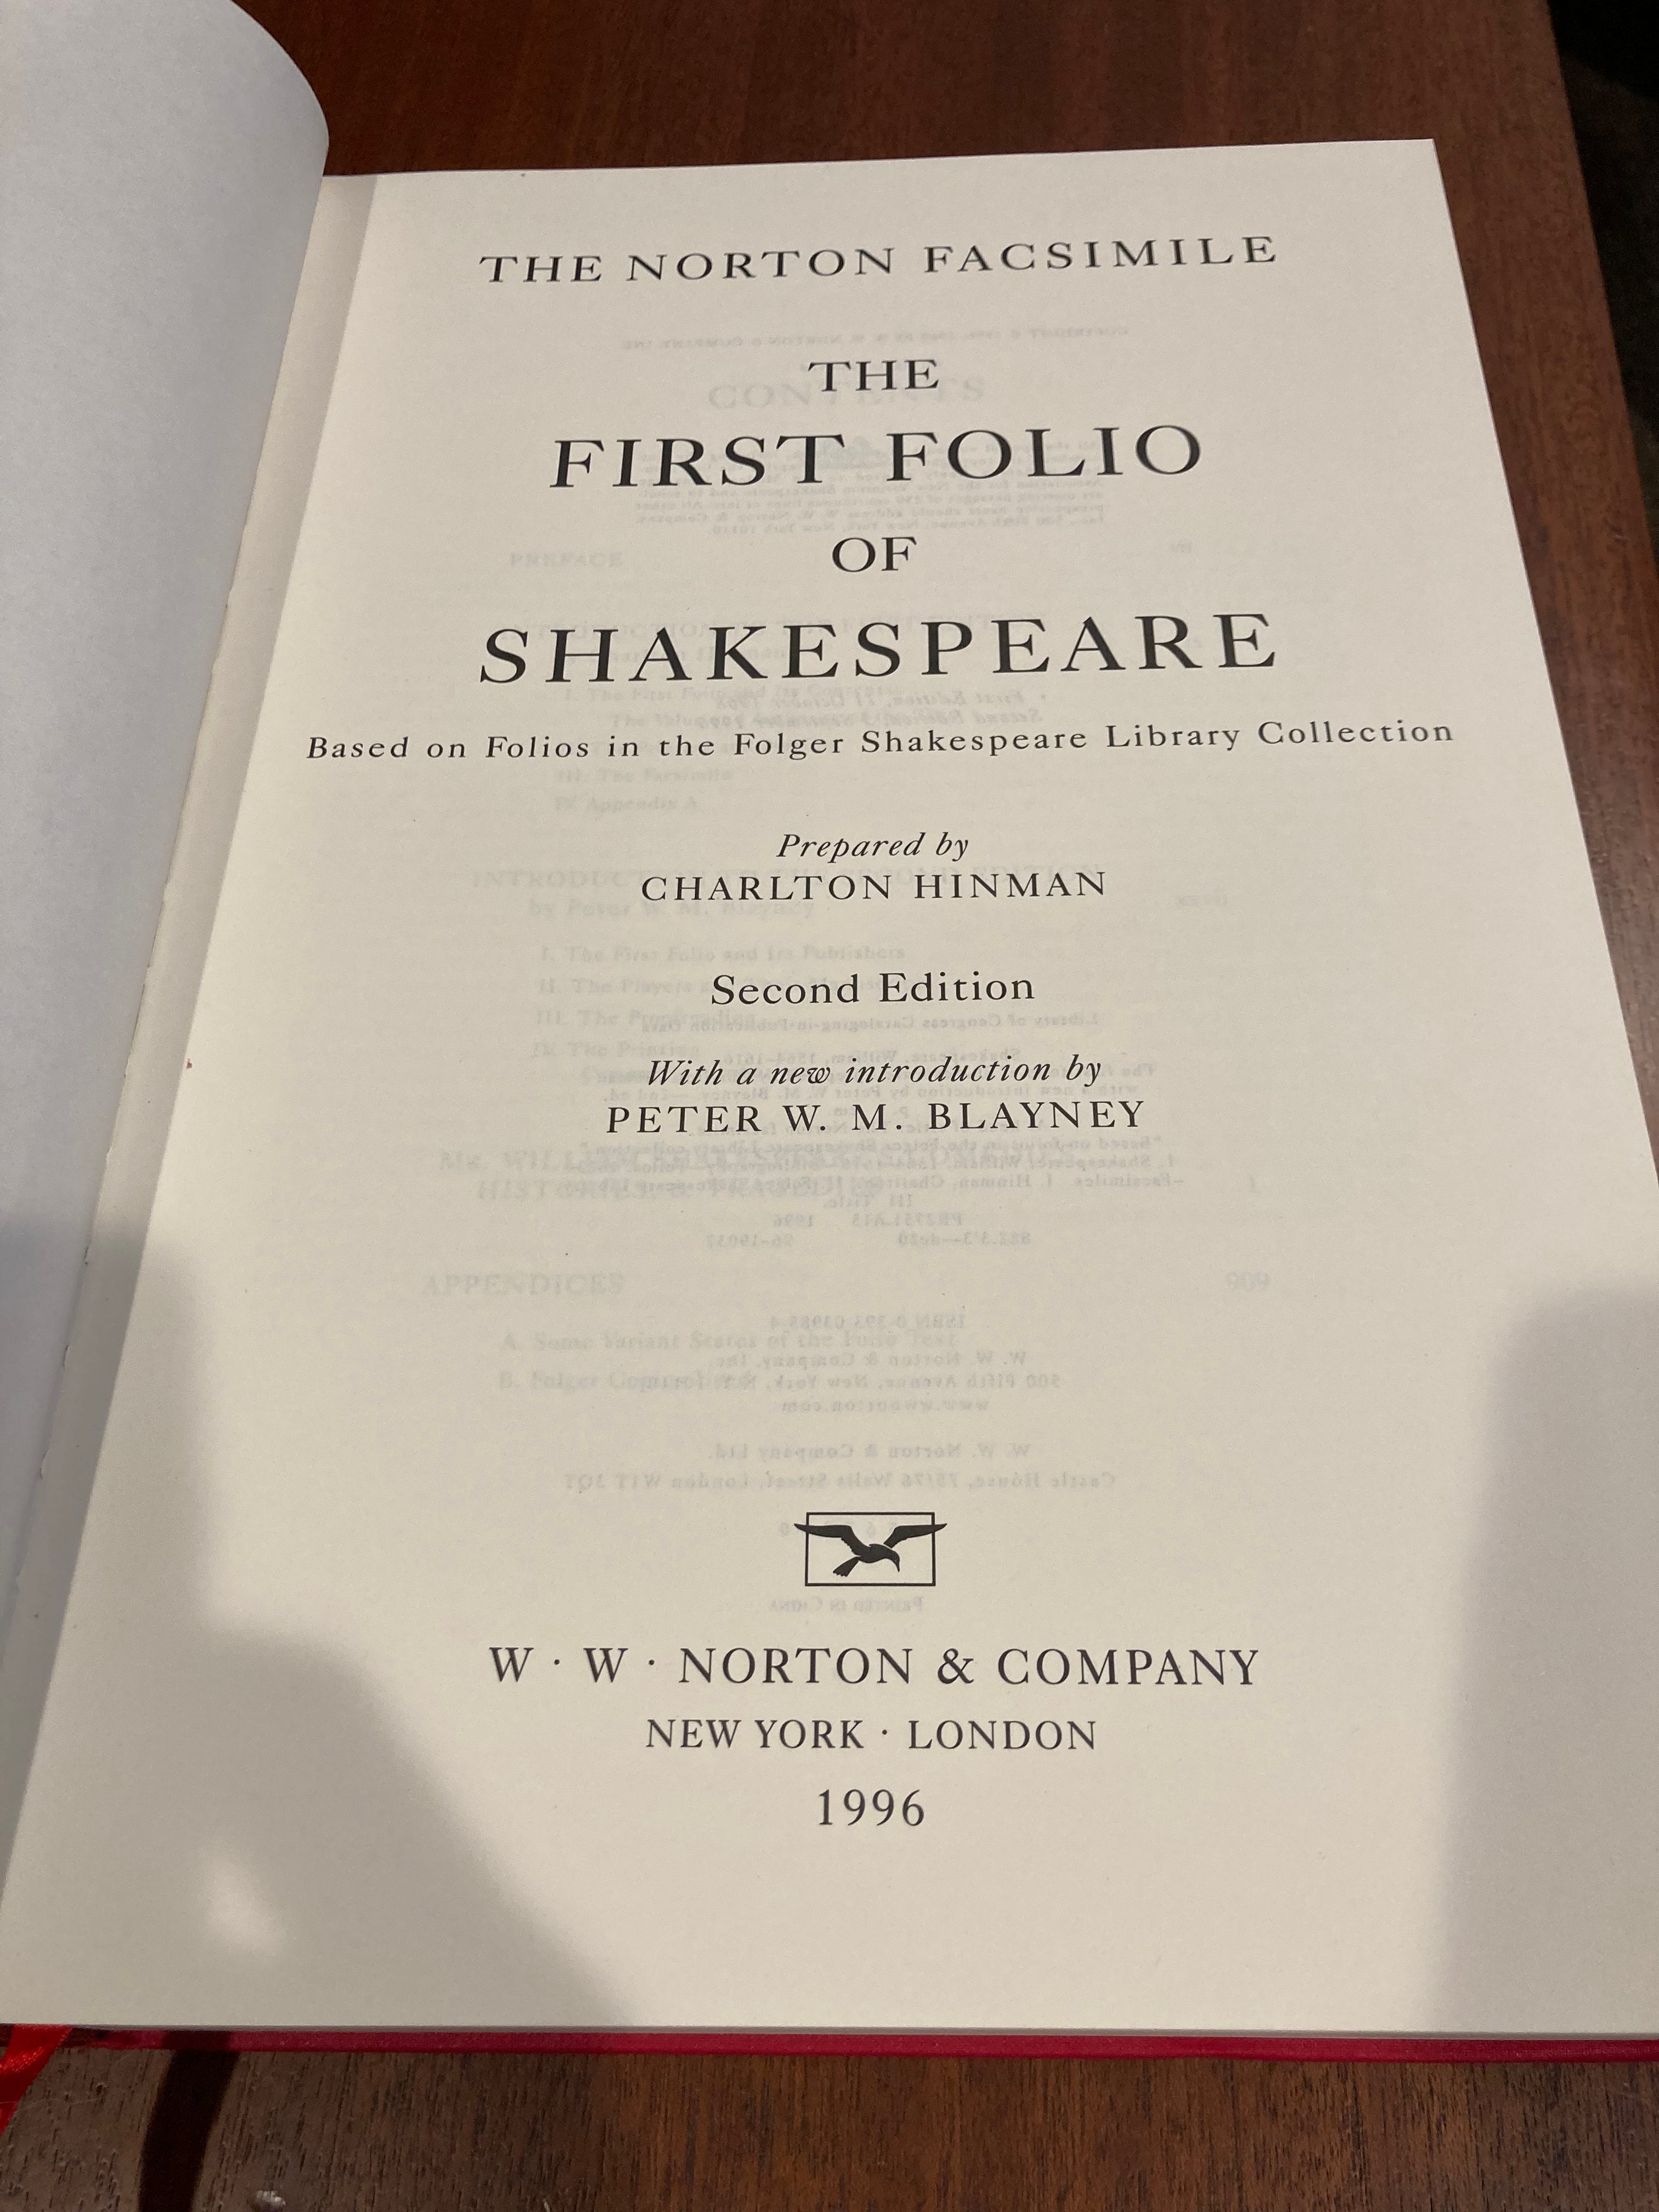 THE NORTON FACSIMILE
THE
FIRST FOLIO
OF
SHAKESPEARE
Based on Folios in the Folger Shakespeare Library Collection
Prepared by
CHARLTON HINMAN
Second Edition
With a new introduction by
PETER W. M. BLAYNEY
W · W · NORTON & COMPANY
NEW YORK · LONDON
1996